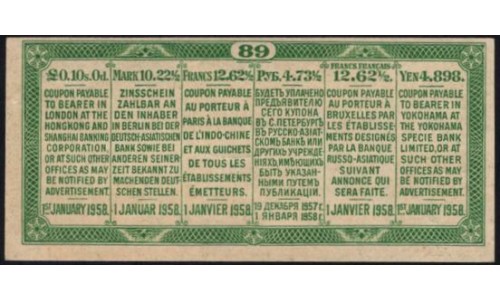 89
£0.10s.0d.
COUPON PAYABLE
TO BEARER IN
LONDON AT THE
HONGKONG AND
SHANGHAI BANKING
CORPORATION,
OR AT SUCH OTHER
OFFICES AS MAY
BE NOTIFIED BY
ADVERTISEMENT.
1ST JANUARY 1958.
MARK 10.22½
ZINSSCHEIN
ZAHLBAR AN
DEN INHABER
IN BERLIN BEI DER
DEUTSCH-ASIATISCHEN
BANK SOWIE BEI
ANDEREN SEINER-
ZEIT BEKANNT ZU
MACHENDEN DEUT-
SCHEN STELLEN.
1 JANUAR 1958.
FRANCS 12.62½
COUPON PAYABLE
AU PORTEUR À
PARIS À LA BANQUE
DE L'INDO-CHINE
ET AUX GUICHETS
DE TOUS LES
ÉTABLISSEMENTS
ÉMETTEURS.
1 JANVIER 1958.
РУБ. 4.73½
БУДЕТЪ УПЛАЧЕНО
ПРЕДЪЯВИТЕЛЮ
СЕГО КУПОНА
ВЪ С. ПЕТЕРБУРГѢ
ВЪ РУССКО-АЗІАТ-
СКОМЪ БАНКѢ ИЛИ
ДРУГИХЪ УЧРЕЖДЕ-
НІЯХЪ, ИМѢЮЩИХЪ
БЫТЬ УКАЗАН-
НЫМИ ПУТЕМЪ
ПУБЛИКАЦІИ.
19 ДЕКАБРЯ 1957 Г.
1 ЯНВАРЯ 1958 Г.
FRANCS FRANÇAIS
12.62½.
COUPON PAYABLE
AU PORTEUR À
BRUXELLES PAR LES
ÉTABLISSEMENTS
DESIGNÉS
PAR LA BANQUE
RUSSO-ASIATIQUE
SUIVANT
ANNONCE QUI
SERA FAITE.
1 JANVIER 1958.
YEN 4.898.
COUPON PAYABLE
TO BEARER IN
YOKOHAMA AT
THE YOKOHAMA
SPECIE BANK
LIMITED, OR AT
SUCH OTHER
OFFICES AS MAY
BE NOTIFIED BY
ADVERTISEMENT.
1ST JANUARY 1958.